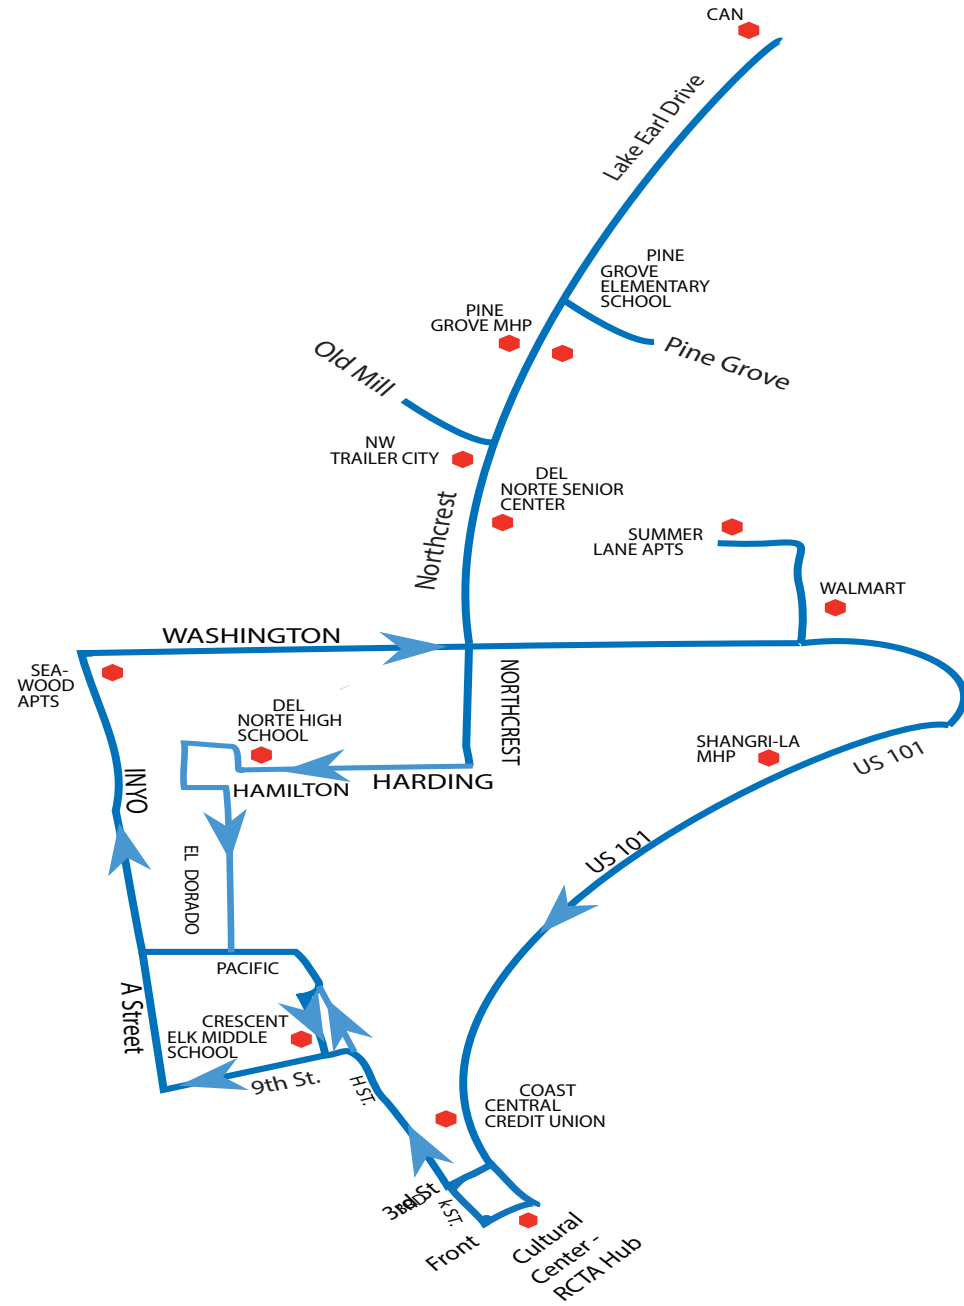 CAN
Lake Earl Drive
PINE
GROVE
ELEMENTARY
SCHOOL
PINE
GROVE MHP
Pine Grove
Old Mill
NW
TRAILER CITY
DEL
NORTE SENIOR
CENTER
Northcrest
SUMMER
LANE APTS
WALMART
WASHINGTON
SEA-
WOOD
APTS
NORTHCREST
DEL
NORTE HIGH
SCHOOL
SHANGRI-LA
MHP
US 101
HARDING
HAMILTON
INYO
US 101
EL DORADO
PACIFIC
A Street
CRESCENT
ELK MIDDLE
SCHOOL
9th St.
H ST.
COAST
CENTRAL
CREDIT UNION
3rd St
k ST.
Front
Cultural
Center -
RCTA Hub